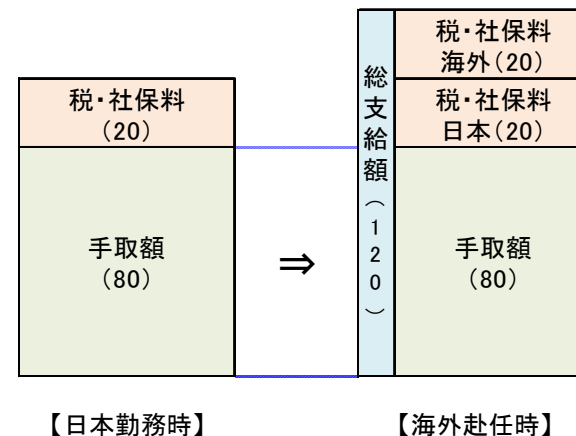 税・社保料
（20）
手取額
（80）
⇒
総支給額（120）
税・社保料
海外（20）
税・社保料
日本（20）
手取額
（80）
【日本勤務時】
【海外赴任時】